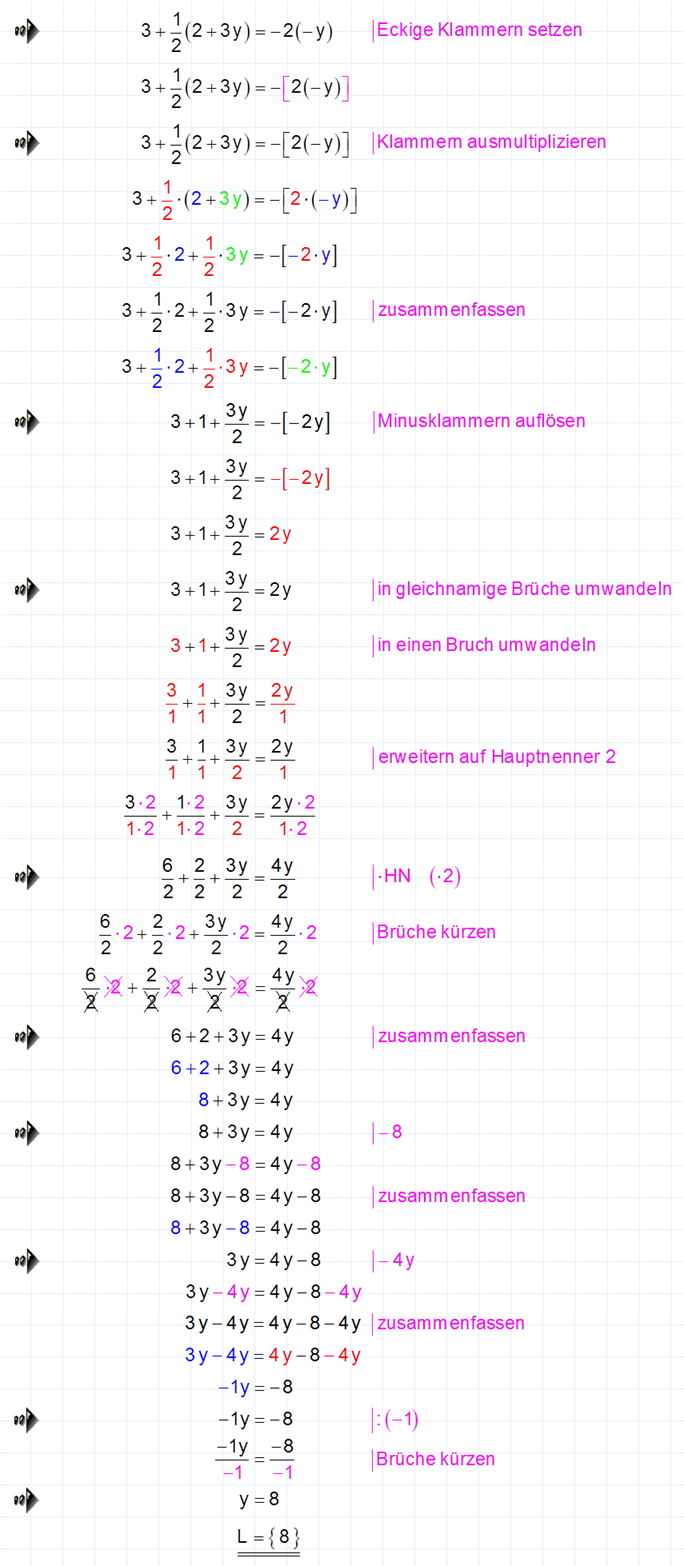 3 + 1/2 (2 + 3y) = −2(−y) |Eckige Klammern setzen
3 + 1/2 (2 + 3y) = −[2(−y)]
3 + 1/2 (2 + 3y) = −[2(−y)] |Klammern ausmultiplizieren
3 + 1/2 · (2 + 3y) = −[2 · (−y)]
3 + 1/2 · 2 + 1/2 · 3y = −[−2 · y]
3 + 1/2 · 2 + 1/2 · 3y = −[−2 · y] |zusammenfassen
3 + 1/2 · 2 + 1/2 · 3y = −[−2 · y]
3 + 1 + 3y/2 = −[−2y] |Minusklammern auflösen
3 + 1 + 3y/2 = −[−2y]
3 + 1 + 3y/2 = 2y
3 + 1 + 3y/2 = 2y |in gleichnamige Brüche umwandeln
3 + 1 + 3y/2 = 2y |in einen Bruch umwandeln
3/1 + 1/1 + 3y/2 = 2y/1
3/1 + 1/1 + 3y/2 = 2y/1 |erweitern auf Hauptnenner 2
3·2/1·2 + 1·2/1·2 + 3y/2 = 2y·2/1·2
6/2 + 2/2 + 3y/2 = 4y/2 |·HN (·2)
6/2 · 2 + 2/2 · 2 + 3y/2 · 2 = 4y/2 · 2 |Brüche kürzen
6/2 · 2 + 2/2 · 2 + 3y/2 · 2 = 4y/2 · 2
6 + 2 + 3y = 4y |zusammenfassen
6 + 2 + 3y = 4y
8 + 3y = 4y
8 + 3y = 4y |− 8
8 + 3y − 8 = 4y − 8
8 + 3y − 8 = 4y − 8 |zusammenfassen
8 + 3y − 8 = 4y − 8
3y = 4y − 8 |− 4y
3y − 4y = 4y − 8 − 4y
3y − 4y = 4y − 8 − 4y |zusammenfassen
3y − 4y = 4y − 8 − 4y
−1y = −8
−1y = −8 |:(−1)
−1y/−1 = −8/−1 |Brüche kürzen
y = 8
L = {8}